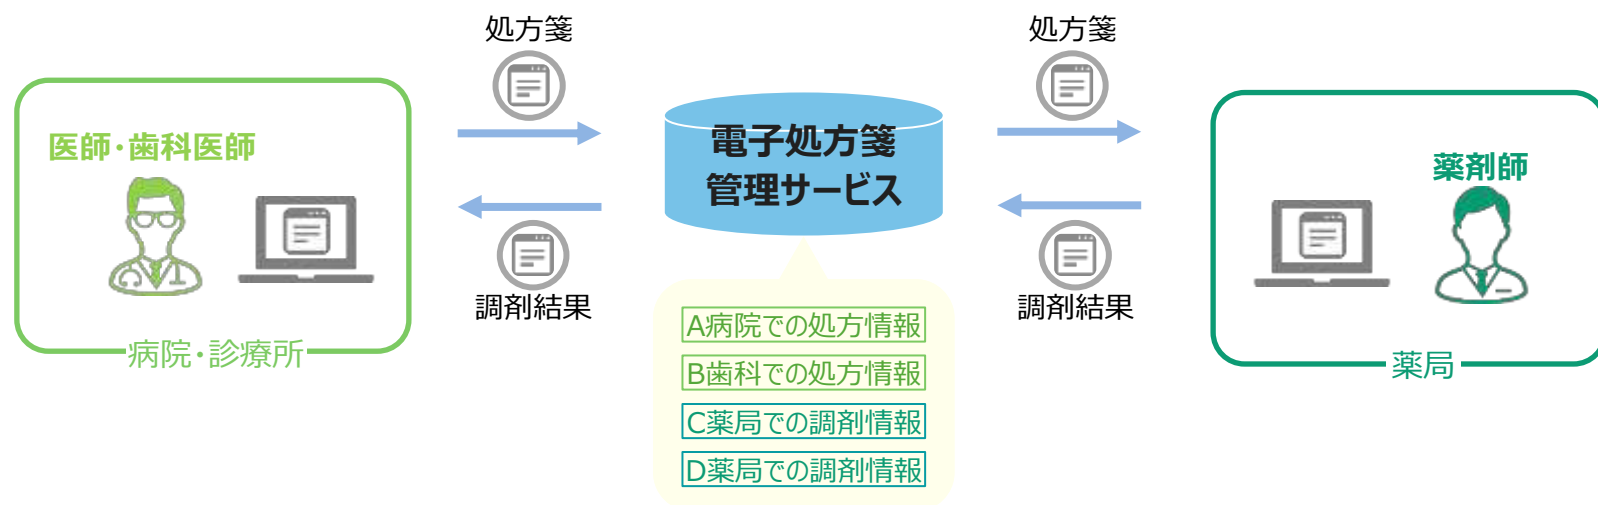 処方箋
処方箋
医師・歯科医師
電子処方箋
管理サービス
薬剤師
調剤結果
調剤結果
病院・診療所
薬局
A病院での処方情報
B歯科での処方情報
C薬局での調剤情報
D薬局での調剤情報